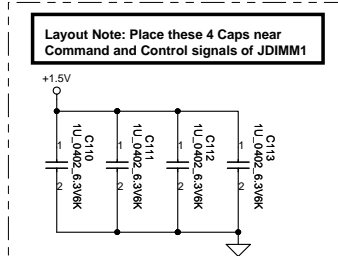 Layout Note: Place these 4 Caps near
Command and Control signals of JDIMM1
+1.5V
1
2
C110
1U_0402_6.3V6K
1
2
C111
1U_0402_6.3V6K
1
2
C112
1U_0402_6.3V6K
1
2
C113
1U_0402_6.3V6K